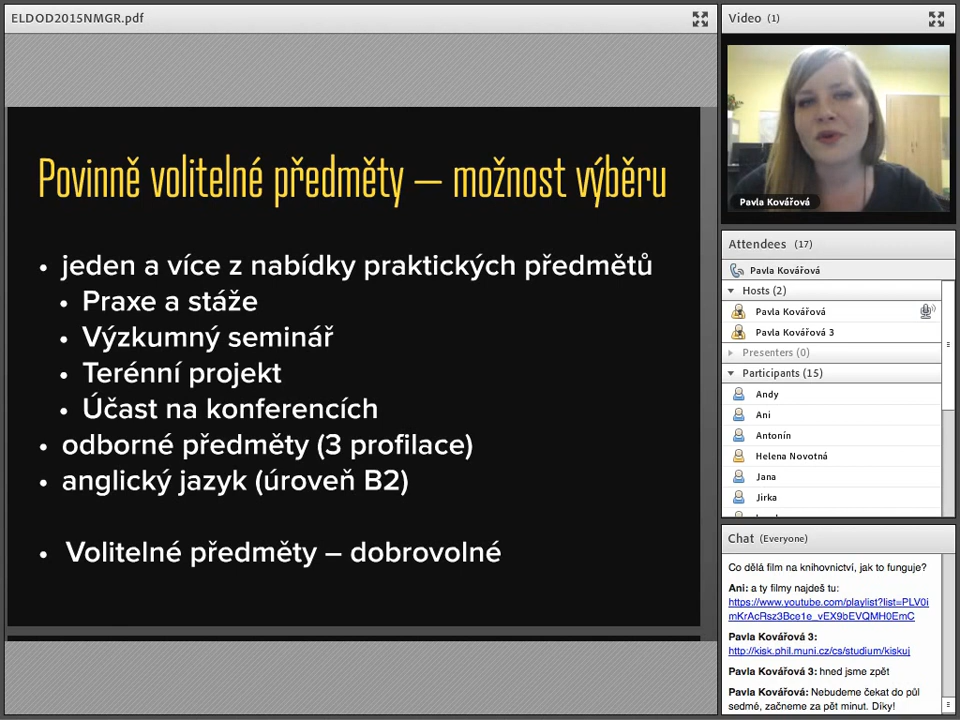 ELDOD2015NMGR.pdf
Povinně volitelné předměty – možnost výběru
• jeden a více z nabídky praktických předmětů
• Praxe a stáže
• Výzkumný seminář
• Terénní projekt
• Účast na konferencích
• odborné předměty (3 profilace)
• anglický jazyk (úroveň B2)
• Volitelné předměty – dobrovolné
Video (1)
Pavla Kovářová
Attendees (17)
Pavla Kovářová
Hosts (2)
Pavla Kovářová
Pavla Kovářová 3
Presenters (0)
Participants (15)
Andy
Ani
Antonín
Helena Novotná
Jana
Jirka
Chat (Everyone)
Co dělá film na knihovnictví, jak to funguje?
Ani: a ty filmy najdeš tu:
https://www.youtube.com/playlist?list=PLV0i
mKrAcRsz3Bce1e_vEX9bEVQMH0EmC
Pavla Kovářová 3:
http://kisk.phil.muni.cz/cs/studium/kiskuj
Pavla Kovářová 3: hned jsme zpět
Pavla Kovářová: Nebudeme čekat do půl
sedmé, začneme za pět minut. Díky!